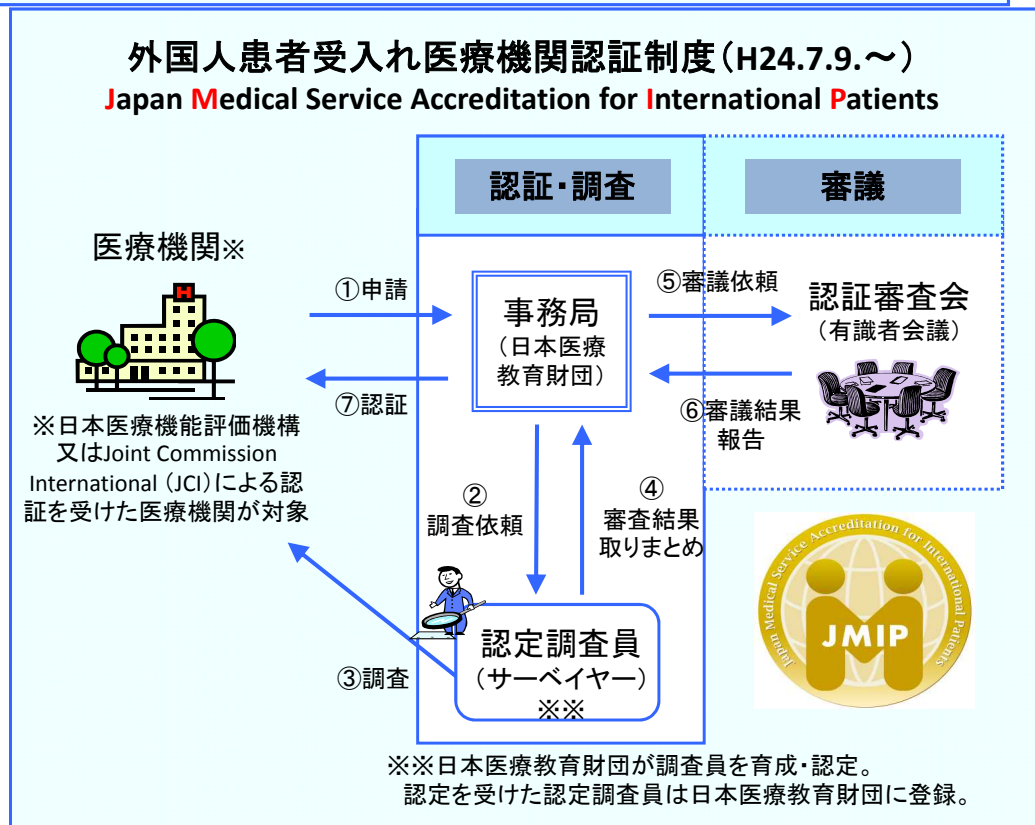 外国人患者受入れ医療機関認証制度(H24.7.9.～)
Japan Medical Service Accreditation for International Patients
認証・調査
審議
医療機関※
①申請
⑦認証
※日本医療機能評価機構
又はJoint Commission
International (JCI)による認
証を受けた医療機関が対象
事務局
(日本医療
教育財団)
⑤審議依頼
⑥審議結果
報告
認証審査会
(有識者会議)
②
調査依頼
④
審査結果
取りまとめ
③調査
認定調査員
(サーベイヤー)
※※
Japan Medical Service Accreditation for International Patients
JMIP
※※日本医療教育財団が調査員を育成・認定。
認定を受けた認定調査員は日本医療教育財団に登録。